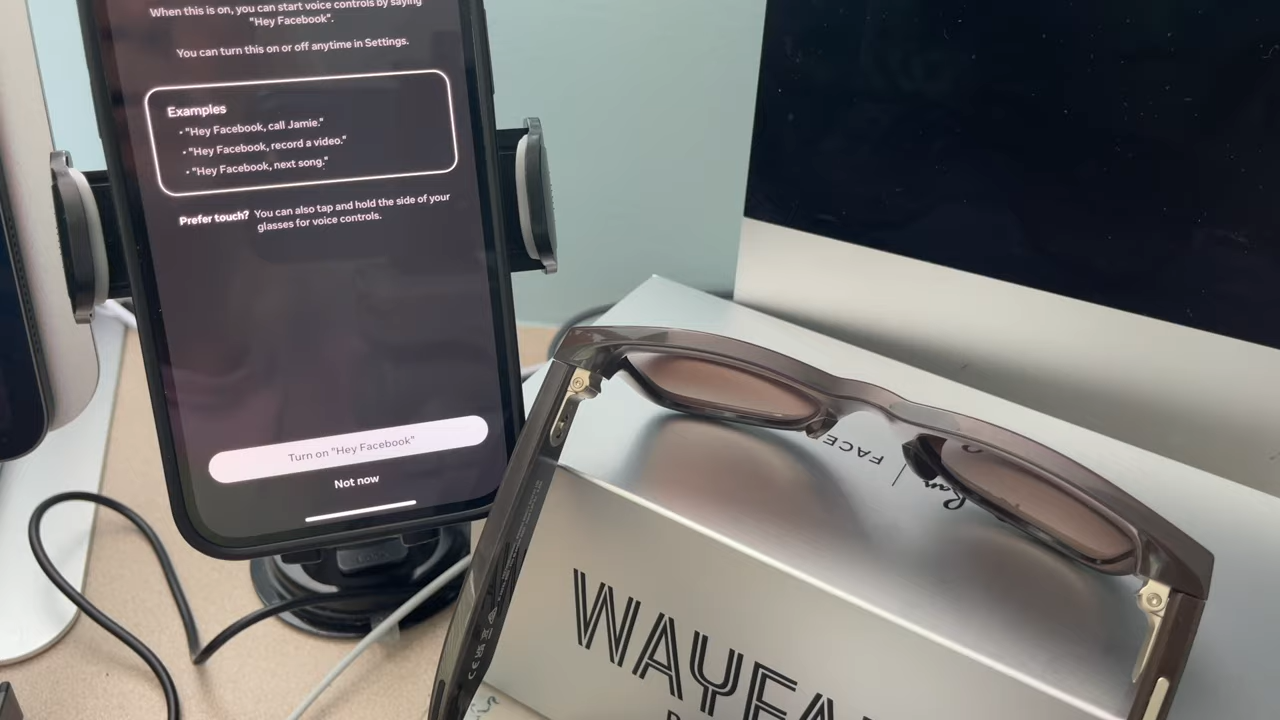 When this is on, you can start voice controls by saying
"Hey Facebook".
You can turn this on or off anytime in Settings.
Examples
• "Hey Facebook, call Jamie."
• "Hey Facebook, record a video."
• "Hey Facebook, next song."
Prefer touch? You can also tap and hold the side of your
glasses for voice controls.
Turn on "Hey Facebook"
Not now
Ray
FACE
WAYFA
CE